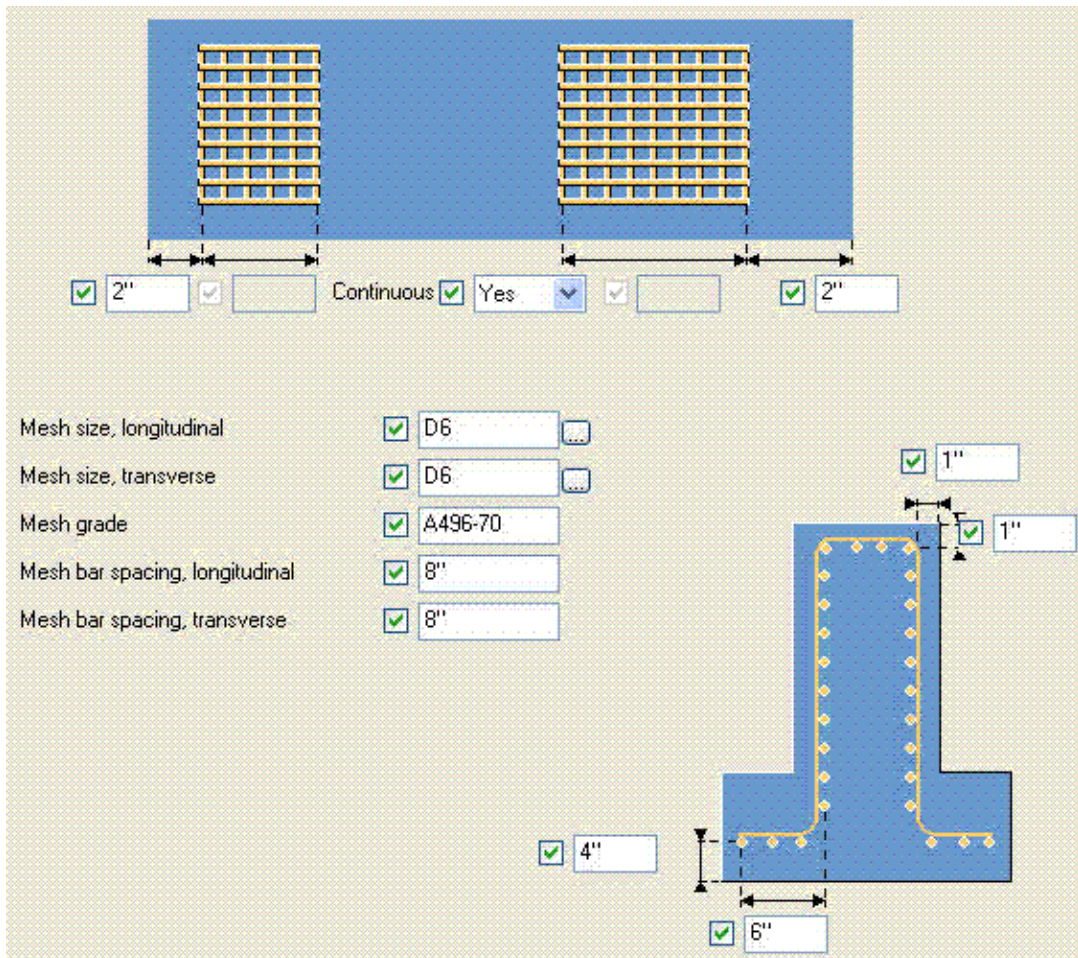 2" Continuous Yes 2"
Mesh size, longitudinal D6 ...
1"
Mesh size, transverse D6 ...
Mesh grade A496-70
1"
Mesh bar spacing, longitudinal 8"
Mesh bar spacing, transverse 8"
4"
6"